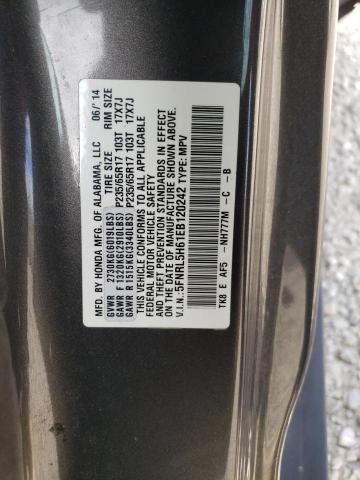 MFD. BY HONDA MFG. OF ALABAMA, LLC 06/'14
TIRE SIZE RIM SIZE
GVWR 2730KG(6019LBS)
GAWR F 1320KG(2910LBS) P235/65R17 103T 17X7J
GAWR R 1515KG(3340LBS) P235/65R17 103T 17X7J
THIS VEHICLE CONFORMS TO ALL APPLICABLE
FEDERAL MOTOR VEHICLE SAFETY
THEFT PREVENTION STANDARDS IN EFFECT
ON THE DATE OF MANUFACTURE SHOWN ABOVE.
V.I.N.: 5FNRL5H61EB120242 TYPE: MPV
TK8 E AF5 - NH777M - C - B